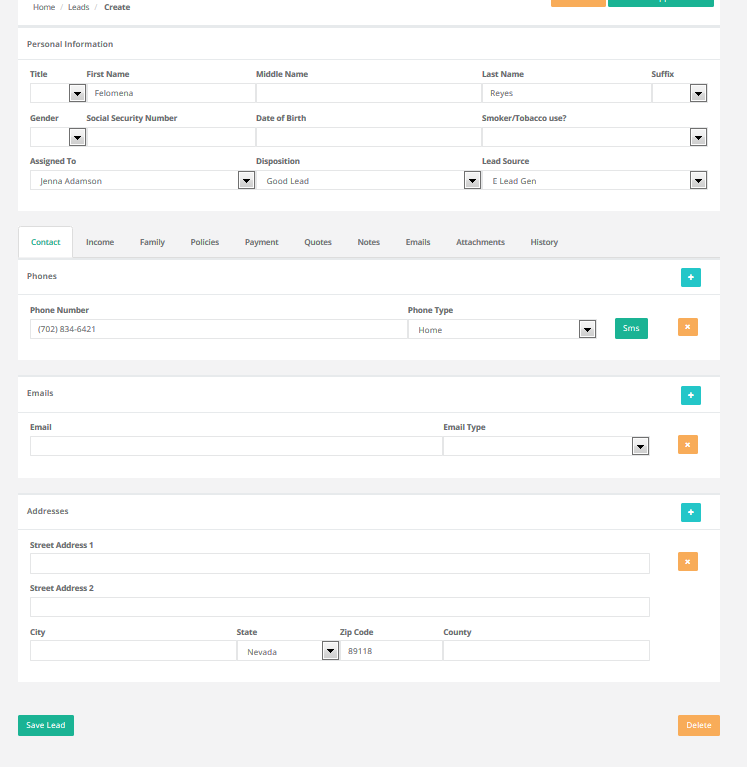 Home / Leads / Create
Personal Information
Title First Name Middle Name Last Name Suffix
Felomena Reyes
Gender Social Security Number Date of Birth Smoker/Tobacco use?
Assigned To Disposition Lead Source
Jenna Adamson Good Lead E Lead Gen
Contact Income Family Policies Payment Quotes Notes Emails Attachments History
Phones
+
Phone Number Phone Type
(702) 834-6421 Home Sms ×
Emails
+
Email Email Type
×
Addresses
+
Street Address 1
×
Street Address 2
City State Zip Code County
Nevada 89118
Save Lead Delete